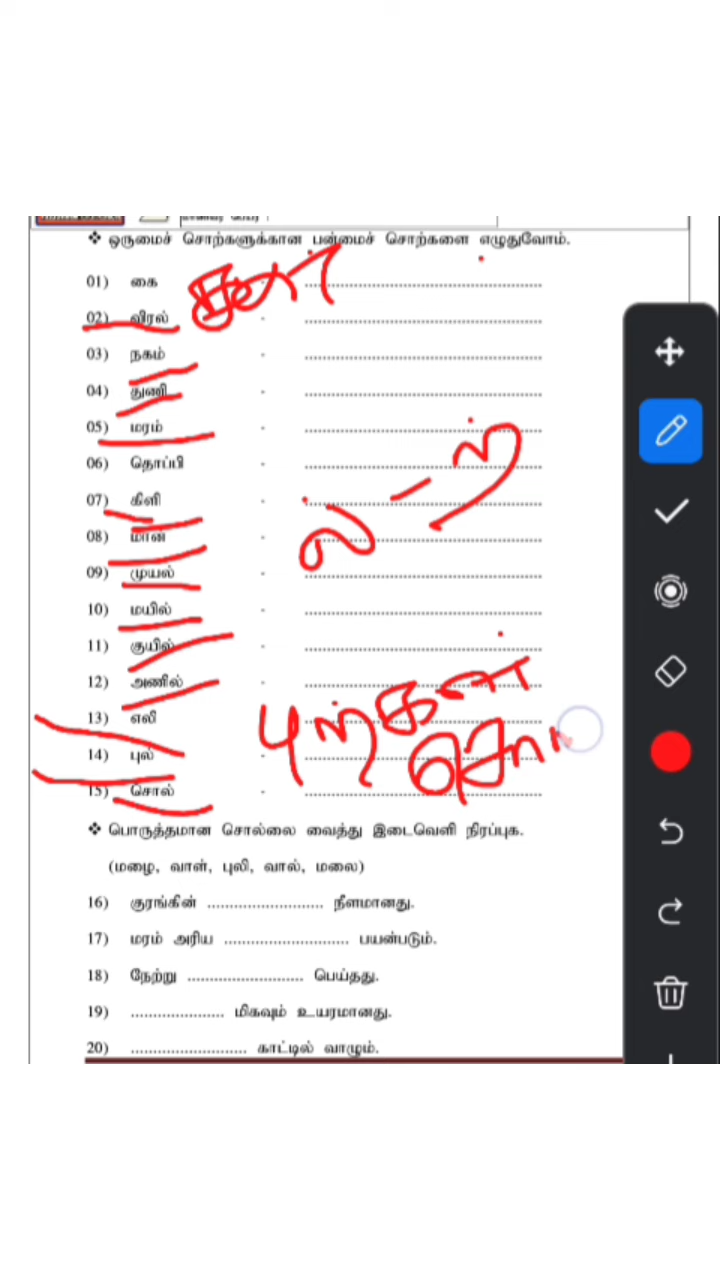 ❖ ஒருமைச் சொற்களுக்கான பன்மைச் சொற்களை எழுதுவோம்.
01) கை - ........................................................
02) விரல் - ........................................................
03) நகம் - ........................................................
04) துணி - ........................................................
05) மரம் - ........................................................
06) தொப்பி - ........................................................
07) கிளி - ........................................................
08) மான் - ........................................................
ல் - ற்
09) முயல் - ........................................................
10) மயில் - ........................................................
11) குயில் - ........................................................
12) அணில் - ........................................................
13) எலி - ........................................................
புற்கள்
14) புல் - ........................................................
15) சொல் - ........................................................
❖ பொருத்தமான சொல்லை வைத்து இடைவெளி நிரப்புக.
(மழை, வாள், புலி, வால், மலை)
16) குரங்கின் .......................... நீளமானது.
17) மரம் அரிய ............................ பயன்படும்.
18) நேற்று .......................... பெய்தது.
19) ..................... மிகவும் உயரமானது.
20) .......................... காட்டில் வாழும்.